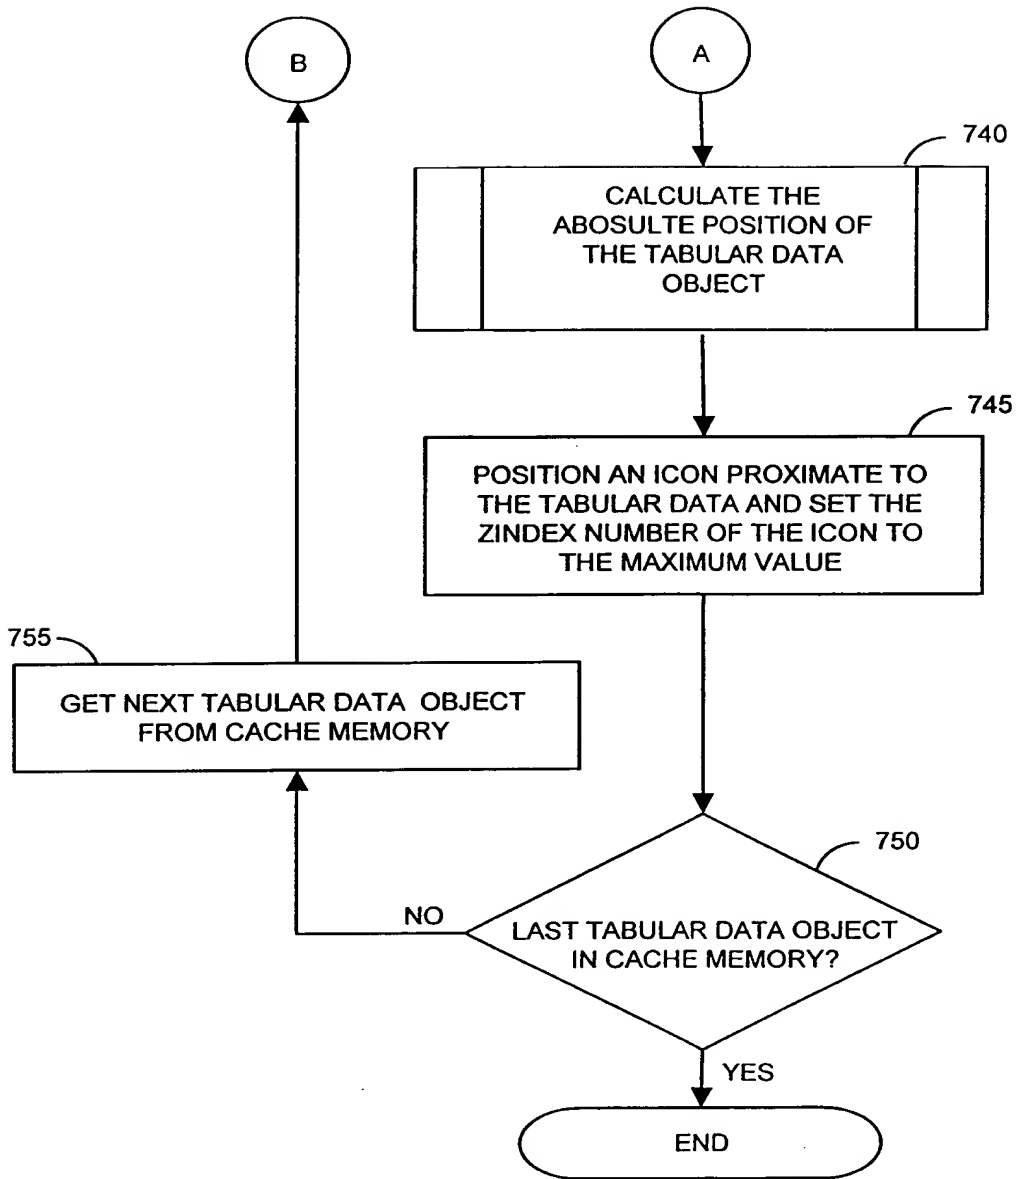 B
A
740
CALCULATE THE
ABOSULTE POSITION OF
THE TABULAR DATA
OBJECT
745
POSITION AN ICON PROXIMATE TO
THE TABULAR DATA AND SET THE
ZINDEX NUMBER OF THE ICON TO
THE MAXIMUM VALUE
755
GET NEXT TABULAR DATA OBJECT
FROM CACHE MEMORY
750
NO
LAST TABULAR DATA OBJECT
IN CACHE MEMORY?
YES
END